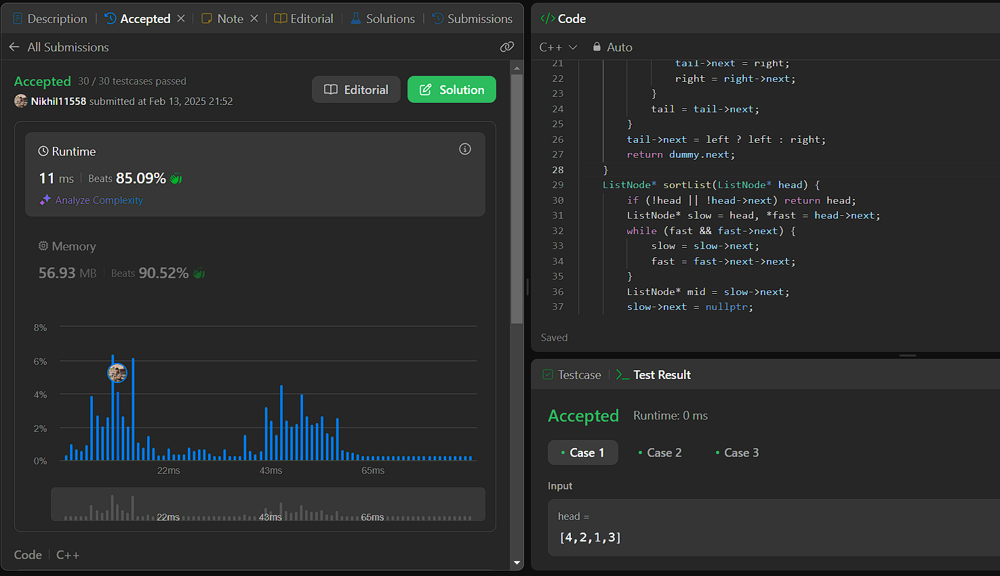 Description | Accepted × | Note × | Editorial | Solutions | Submissions
All Submissions
Accepted 30 / 30 testcases passed
Nikhil11558 submitted at Feb 13, 2025 21:52
Editorial
Solution
Runtime
11 ms | Beats 85.09%
Analyze Complexity
Memory
56.93 MB | Beats 90.52%
8%
6%
4%
2%
0%
22ms 43ms 65ms
22ms 43ms 65ms
Code | C++
</> Code
C++ Auto
21 tail->next = right;
22 right = right->next;
23 }
24 tail = tail->next;
25 }
26 tail->next = left ? left : right;
27 return dummy.next;
28 }
29 ListNode* sortList(ListNode* head) {
30 if (!head || !head->next) return head;
31 ListNode* slow = head, *fast = head->next;
32 while (fast && fast->next) {
33 slow = slow->next;
34 fast = fast->next->next;
35 }
36 ListNode* mid = slow->next;
37 slow->next = nullptr;
Saved
Testcase | >_ Test Result
Accepted Runtime: 0 ms
• Case 1 • Case 2 • Case 3
Input
head =
[4,2,1,3]